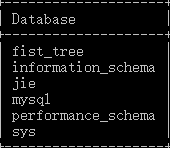 Database
fist_tree
information_schema
jie
mysql
performance_schema
sys